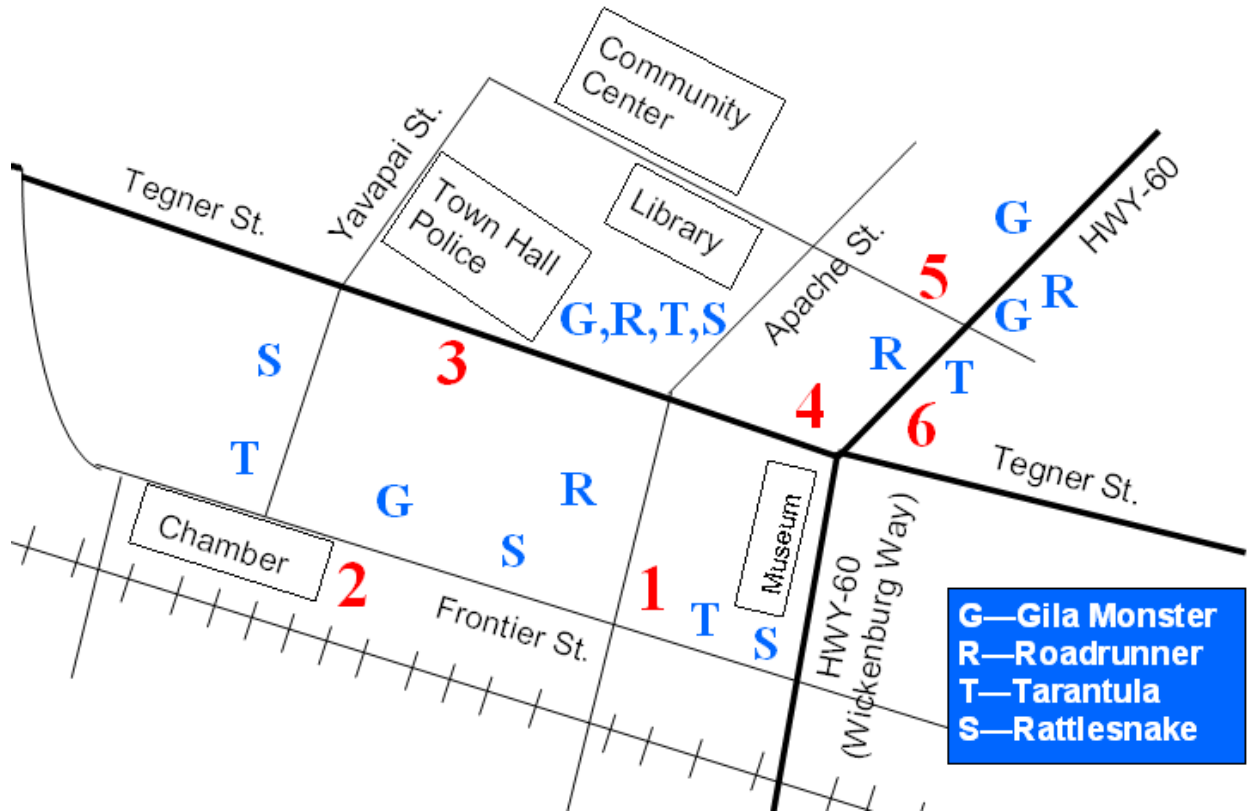 Community
Center
Yavapai St.
Tegner St.
Town Hall
Police
Library
Apache St.
HWY-60
G
5
R
G
G,R,T,S
3
S
R
T
4
6
T
G
R
S
Tegner St.
Chamber
2
Museum
1
T
S
Frontier St.
HWY-60
(Wickenburg Way)
G—Gila Monster
R—Roadrunner
T—Tarantula
S—Rattlesnake